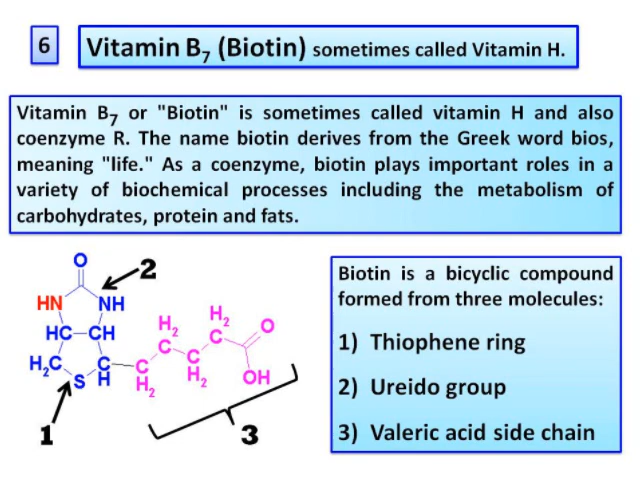 6
Vitamin B7 (Biotin) sometimes called Vitamin H.
Vitamin B7 or "Biotin" is sometimes called vitamin H and also
coenzyme R. The name biotin derives from the Greek word bios,
meaning "life." As a coenzyme, biotin plays important roles in a
variety of biochemical processes including the metabolism of
carbohydrates, protein and fats.
O
2
HN NH
HC CH
H2C S C H
C H2
H2 C
C H2
H2 C
O
OH
1
3
Biotin is a bicyclic compound
formed from three molecules:
1) Thiophene ring
2) Ureido group
3) Valeric acid side chain